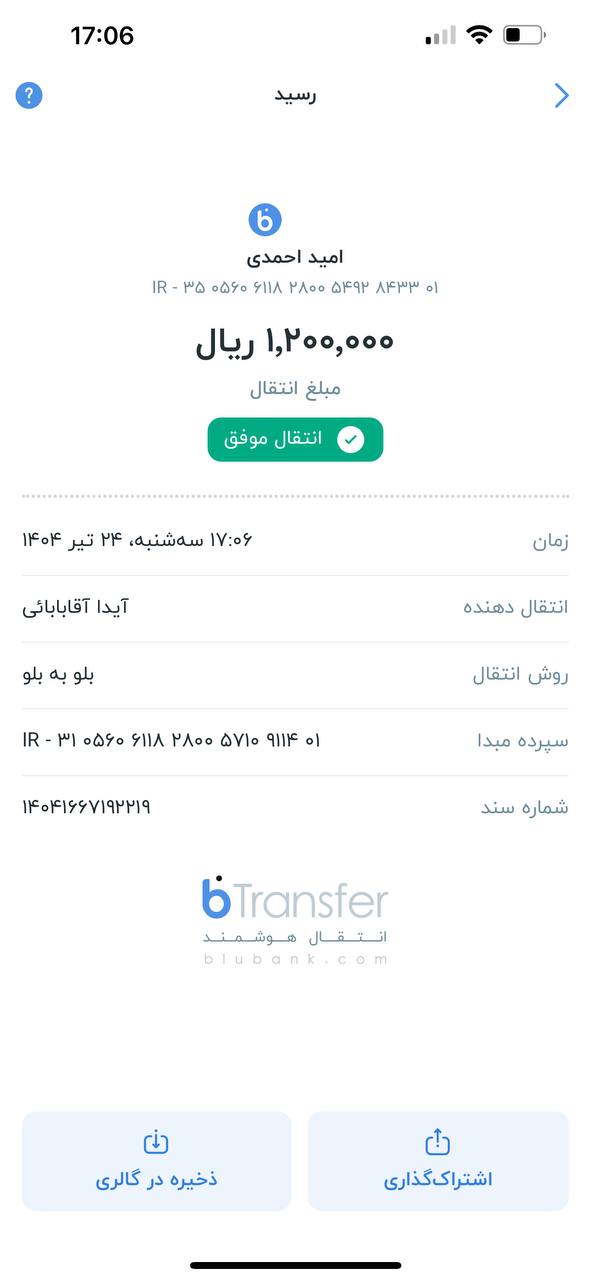 17:06
رسید
امید احمدی
IR - ۳۵ ۰۵۶۰ ۶۱۱۸ ۲۸۰۰ ۵۴۹۲ ۸۴۳۳ ۰۱
۱,۲۰۰,۰۰۰ ریال
مبلغ انتقال
انتقال موفق
زمان ۱۷:۰۶ سه‌شنبه، ۲۴ تیر ۱۴۰۴
انتقال دهنده آیدا آقابابائی
روش انتقال بلو به بلو
سپرده مبدا IR - ۳۱ ۰۵۶۰ ۶۱۱۸ ۲۸۰۰ ۵۷۱۰ ۹۱۱۴ ۰۱
شماره سند ۱۴۰۴۱۶۶۷۱۹۲۲۱۹
bTransfer
انـتـقـال هـوشـمـنـد
blubank.com
اشتراک‌گذاری
ذخیره در گالری